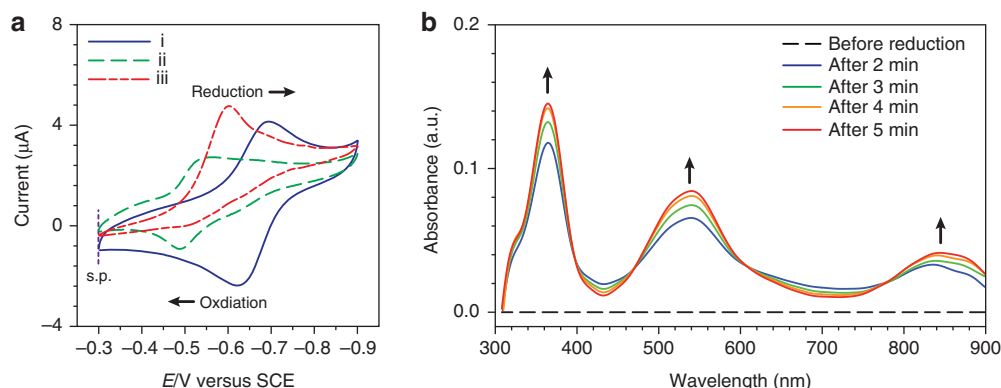 a
8
4
0
−4
Current (µA)
i
ii
iii
Reduction
s.p.
Oxdiation
−0.3 −0.4 −0.5 −0.6 −0.7 −0.8 −0.9
E/V versus SCE
b
0.2
0.1
0.0
Absorbance (a.u.)
Before reduction
After 2 min
After 3 min
After 4 min
After 5 min
300 400 500 600 700 800 900
Wavelength (nm)